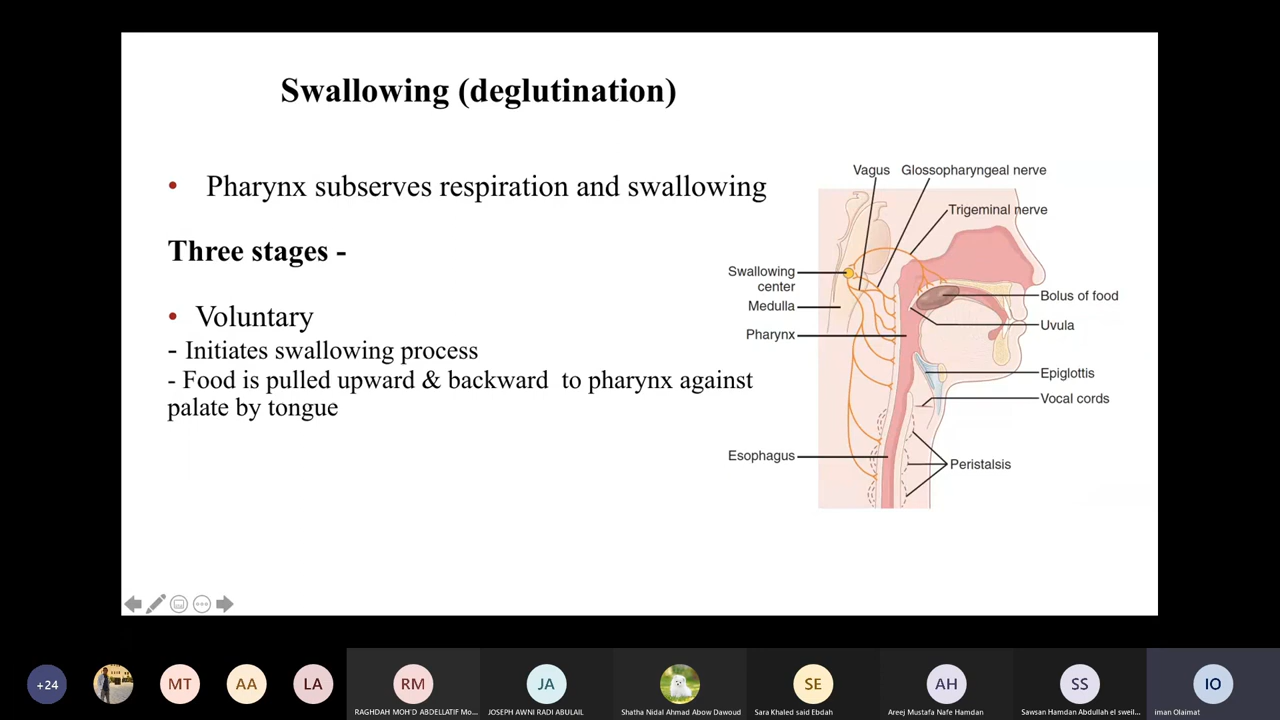 Swallowing (deglutination)
• Pharynx subserves respiration and swallowing
Three stages -
• Voluntary
- Initiates swallowing process
- Food is pulled upward & backward to pharynx against
palate by tongue
Vagus
Glossopharyngeal nerve
Trigeminal nerve
Swallowing
center
Medulla
Pharynx
Esophagus
Bolus of food
Uvula
Epiglottis
Vocal cords
Peristalsis
+24
MT
AA
LA
RM
RAGHDAH MOH'D ABDELLATIF Mo...
JA
JOSEPH AWNI RADI ABULAIL
Shatha Nidal Ahmad Abow Dawoud
SE
Sara Khaled said Ebdah
AH
Areej Mustafa Nafe Hamdan
SS
Sawsan Hamdan Abdullah el sweil...
IO
iman Olaimat